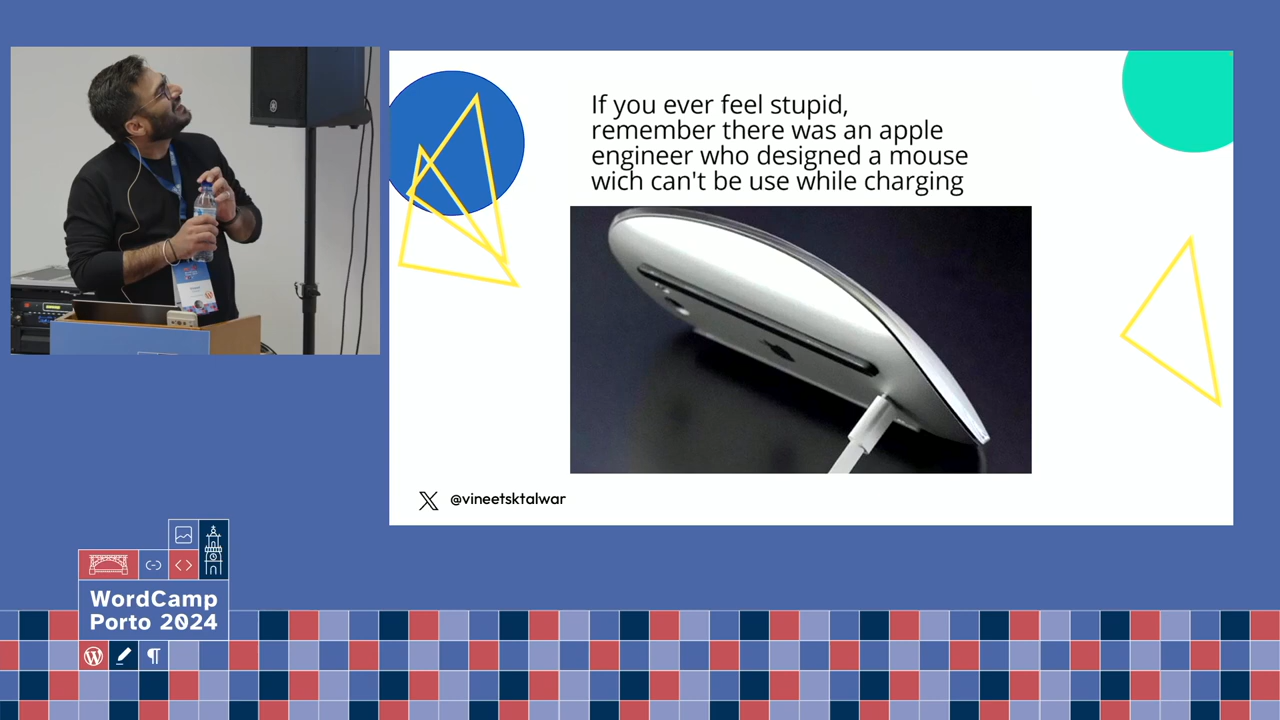 If you ever feel stupid,
remember there was an apple
engineer who designed a mouse
wich can't be use while charging
@vineetsktalwar
WordCamp
Porto 2024